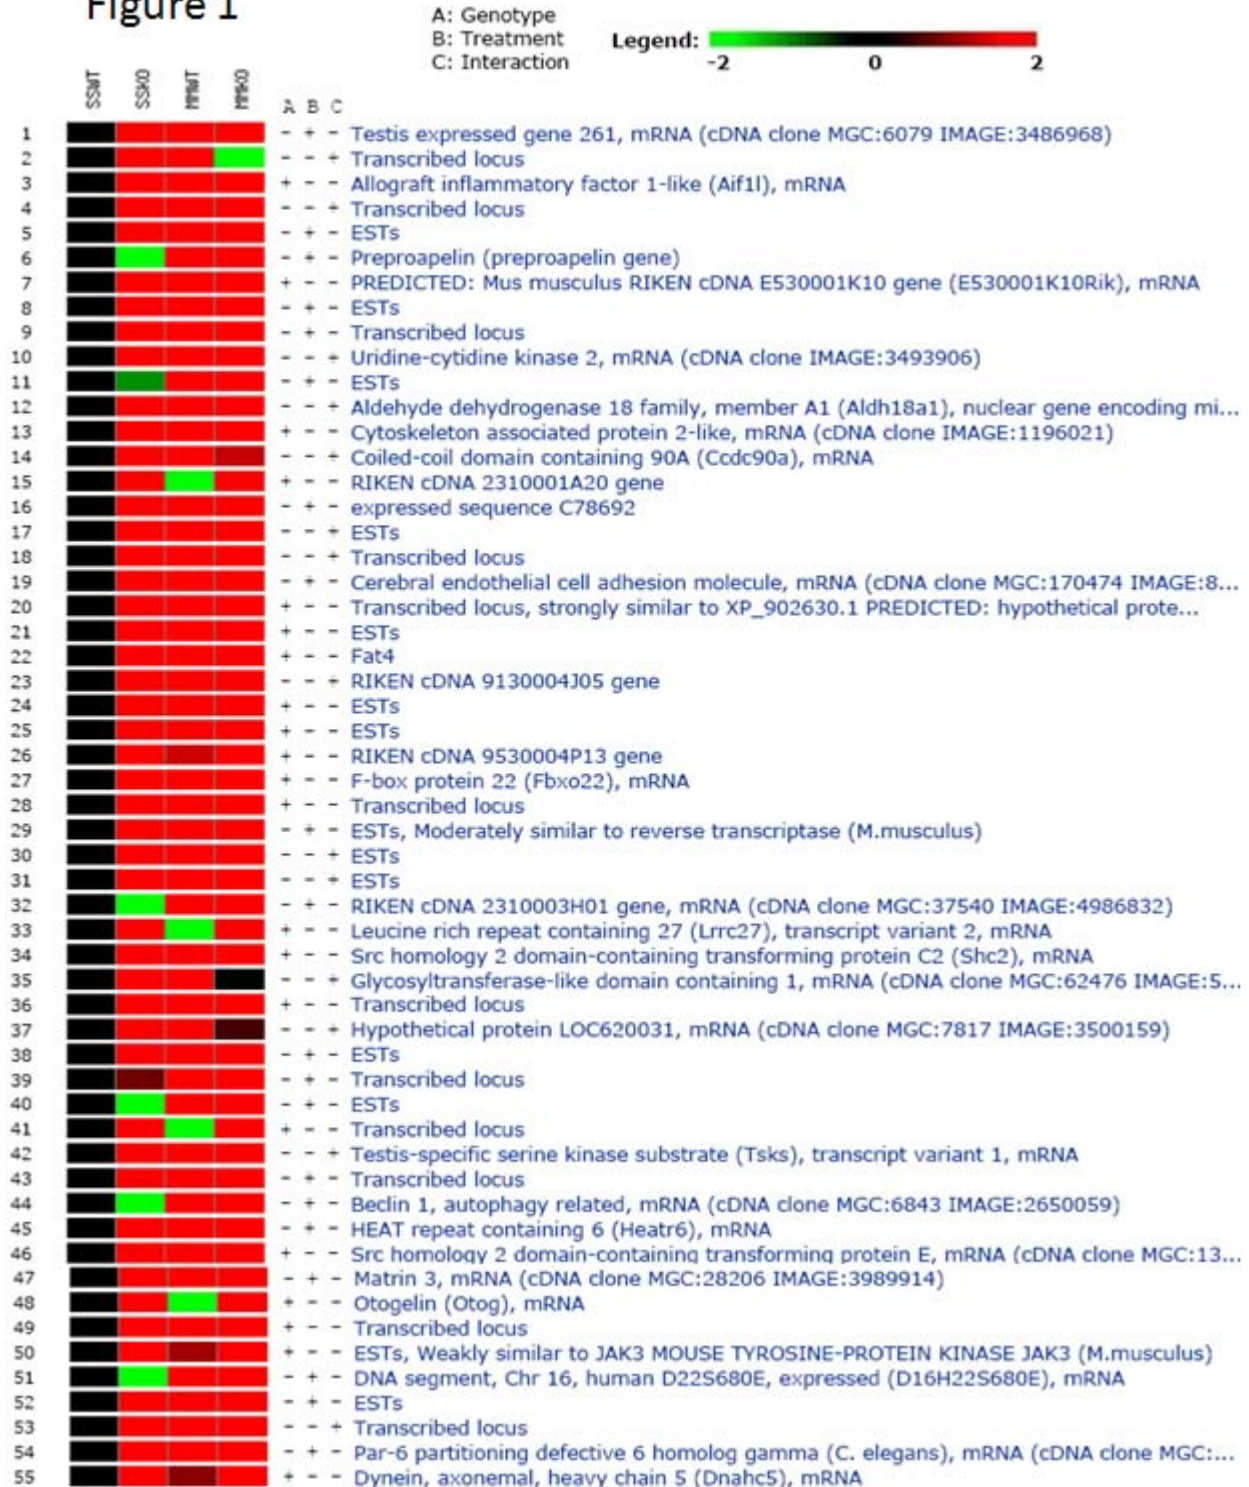 Figure 1
A: Genotype
B: Treatment
C: Interaction
Legend:
-2 0 2
SSWT SSKO MMWT MMKO
A B C
1 - + - Testis expressed gene 261, mRNA (cDNA clone MGC:6079 IMAGE:3486968)
2 - - + Transcribed locus
3 + - - Allograft inflammatory factor 1-like (Aif1l), mRNA
4 - - + Transcribed locus
5 - + - ESTs
6 - + - Preproapelin (preproapelin gene)
7 + - - PREDICTED: Mus musculus RIKEN cDNA E530001K10 gene (E530001K10Rik), mRNA
8 - + - ESTs
9 - + - Transcribed locus
10 - - + Uridine-cytidine kinase 2, mRNA (cDNA clone IMAGE:3493906)
11 - + - ESTs
12 - - + Aldehyde dehydrogenase 18 family, member A1 (Aldh18a1), nuclear gene encoding mi...
13 + - - Cytoskeleton associated protein 2-like, mRNA (cDNA clone IMAGE:1196021)
14 - - + Coiled-coil domain containing 90A (Ccdc90a), mRNA
15 + - - RIKEN cDNA 2310001A20 gene
16 - + - expressed sequence C78692
17 - - + ESTs
18 - - + Transcribed locus
19 - + - Cerebral endothelial cell adhesion molecule, mRNA (cDNA clone MGC:170474 IMAGE:8...
20 + - - Transcribed locus, strongly similar to XP_902630.1 PREDICTED: hypothetical prote...
21 + - - ESTs
22 + - - Fat4
23 - - + RIKEN cDNA 9130004J05 gene
24 + - - ESTs
25 + - - ESTs
26 + - - RIKEN cDNA 9530004P13 gene
27 + - - F-box protein 22 (Fbxo22), mRNA
28 + - - Transcribed locus
29 - + - ESTs, Moderately similar to reverse transcriptase (M.musculus)
30 - - + ESTs
31 - - + ESTs
32 - + - RIKEN cDNA 2310003H01 gene, mRNA (cDNA clone MGC:37540 IMAGE:4986832)
33 + - - Leucine rich repeat containing 27 (Lrrc27), transcript variant 2, mRNA
34 + - - Src homology 2 domain-containing transforming protein C2 (Shc2), mRNA
35 - - + Glycosyltransferase-like domain containing 1, mRNA (cDNA clone MGC:62476 IMAGE:5...
36 + - - Transcribed locus
37 - - + Hypothetical protein LOC620031, mRNA (cDNA clone MGC:7817 IMAGE:3500159)
38 - + - ESTs
39 - + - Transcribed locus
40 - + - ESTs
41 + - - Transcribed locus
42 - - + Testis-specific serine kinase substrate (Tsks), transcript variant 1, mRNA
43 - + - Transcribed locus
44 - + - Beclin 1, autophagy related, mRNA (cDNA clone MGC:6843 IMAGE:2650059)
45 - + - HEAT repeat containing 6 (Heatr6), mRNA
46 + - - Src homology 2 domain-containing transforming protein E, mRNA (cDNA clone MGC:13...
47 - + - Matrin 3, mRNA (cDNA clone MGC:28206 IMAGE:3989914)
48 + - - Otogelin (Otog), mRNA
49 + - - Transcribed locus
50 + - - ESTs, Weakly similar to JAK3 MOUSE TYROSINE-PROTEIN KINASE JAK3 (M.musculus)
51 - + - DNA segment, Chr 16, human D22S680E, expressed (D16H22S680E), mRNA
52 - + - ESTs
53 - - + Transcribed locus
54 - + - Par-6 partitioning defective 6 homolog gamma (C. elegans), mRNA (cDNA clone MGC:...
55 + - - Dynein, axonemal, heavy chain 5 (Dnahc5), mRNA